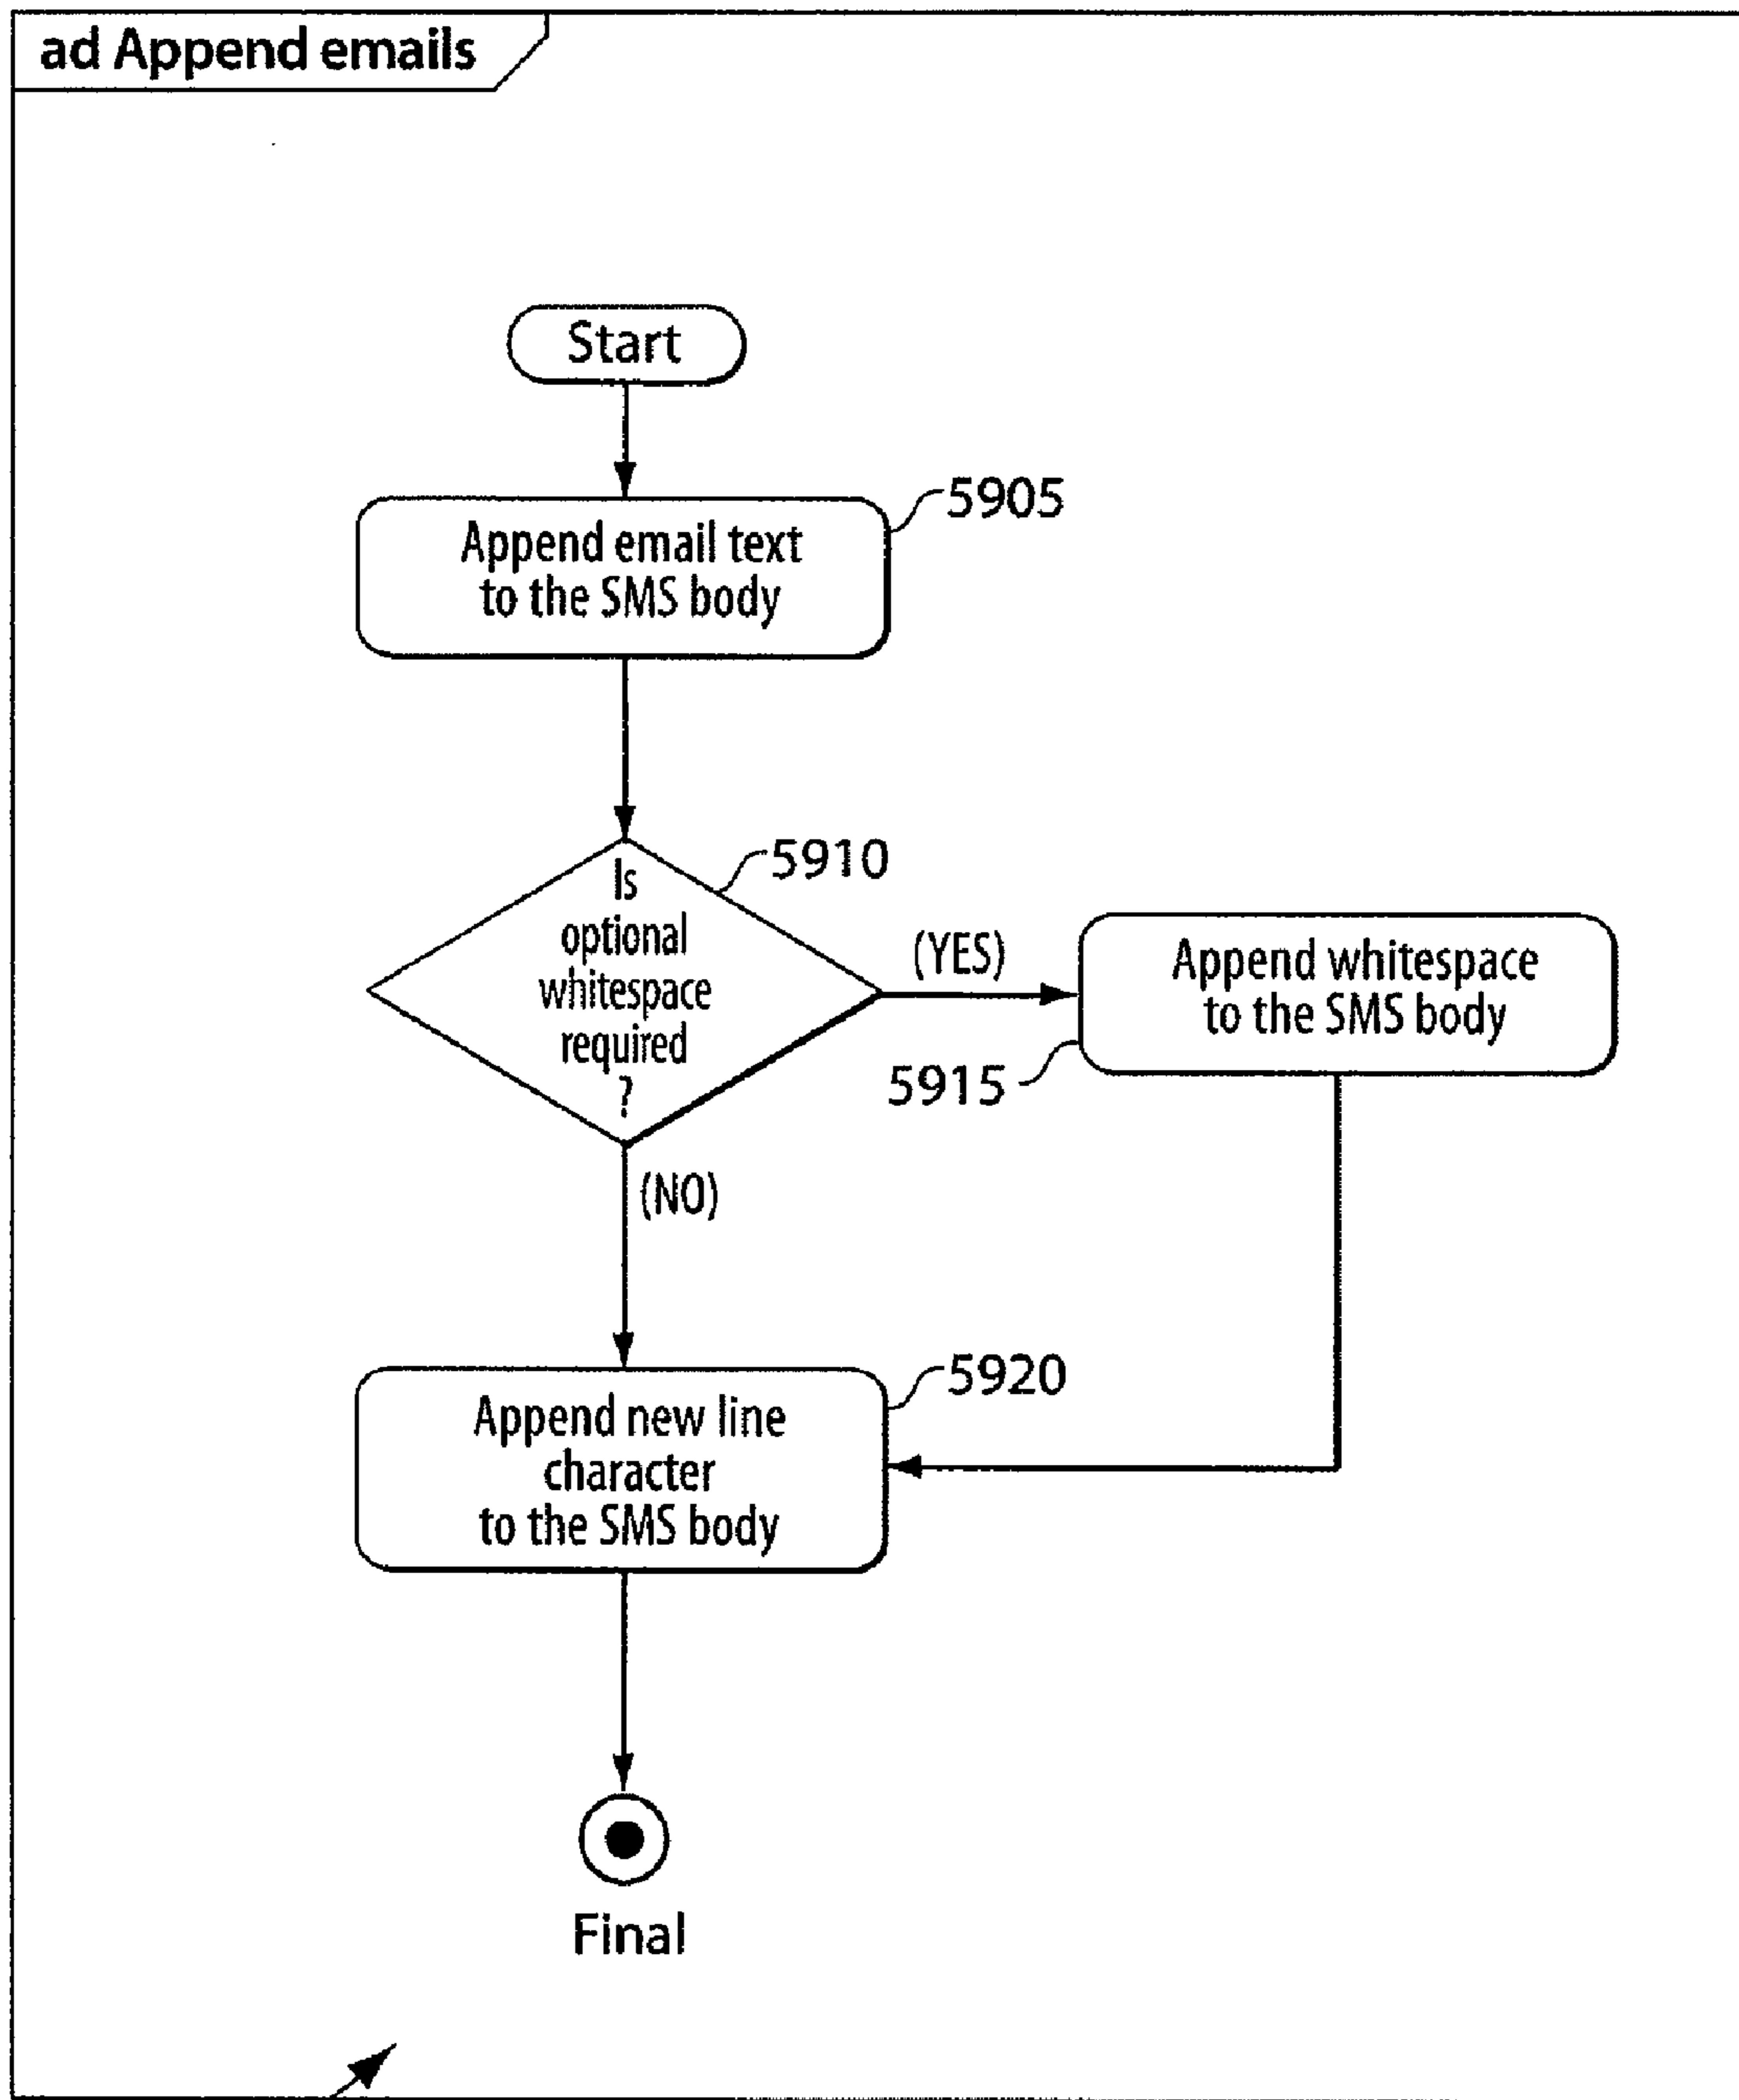 ad Append emails
Start
5905
Append email text
to the SMS body
5910
Is
optional
whitespace
required
?
(YES)
Append whitespace
to the SMS body
5915
(NO)
5920
Append new line
character
to the SMS body
Final